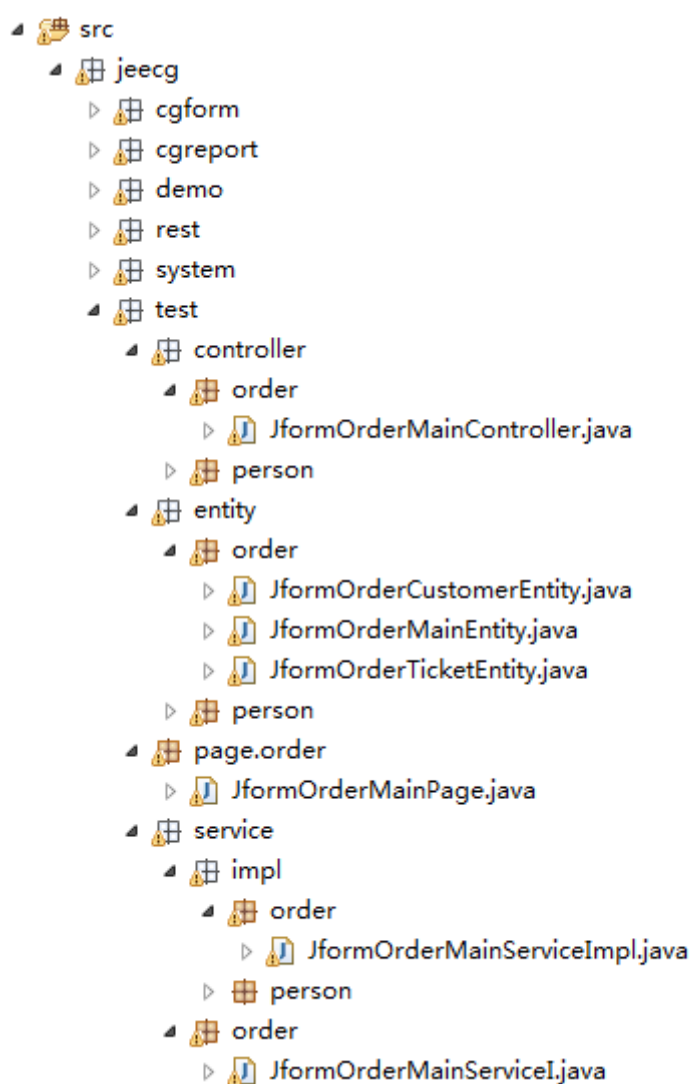 src
jeecg
cgform
cgreport
demo
rest
system
test
controller
order
JformOrderMainController.java
person
entity
order
JformOrderCustomerEntity.java
JformOrderMainEntity.java
JformOrderTicketEntity.java
person
page.order
JformOrderMainPage.java
service
impl
order
JformOrderMainServiceImpl.java
person
order
JformOrderMainServiceI.java